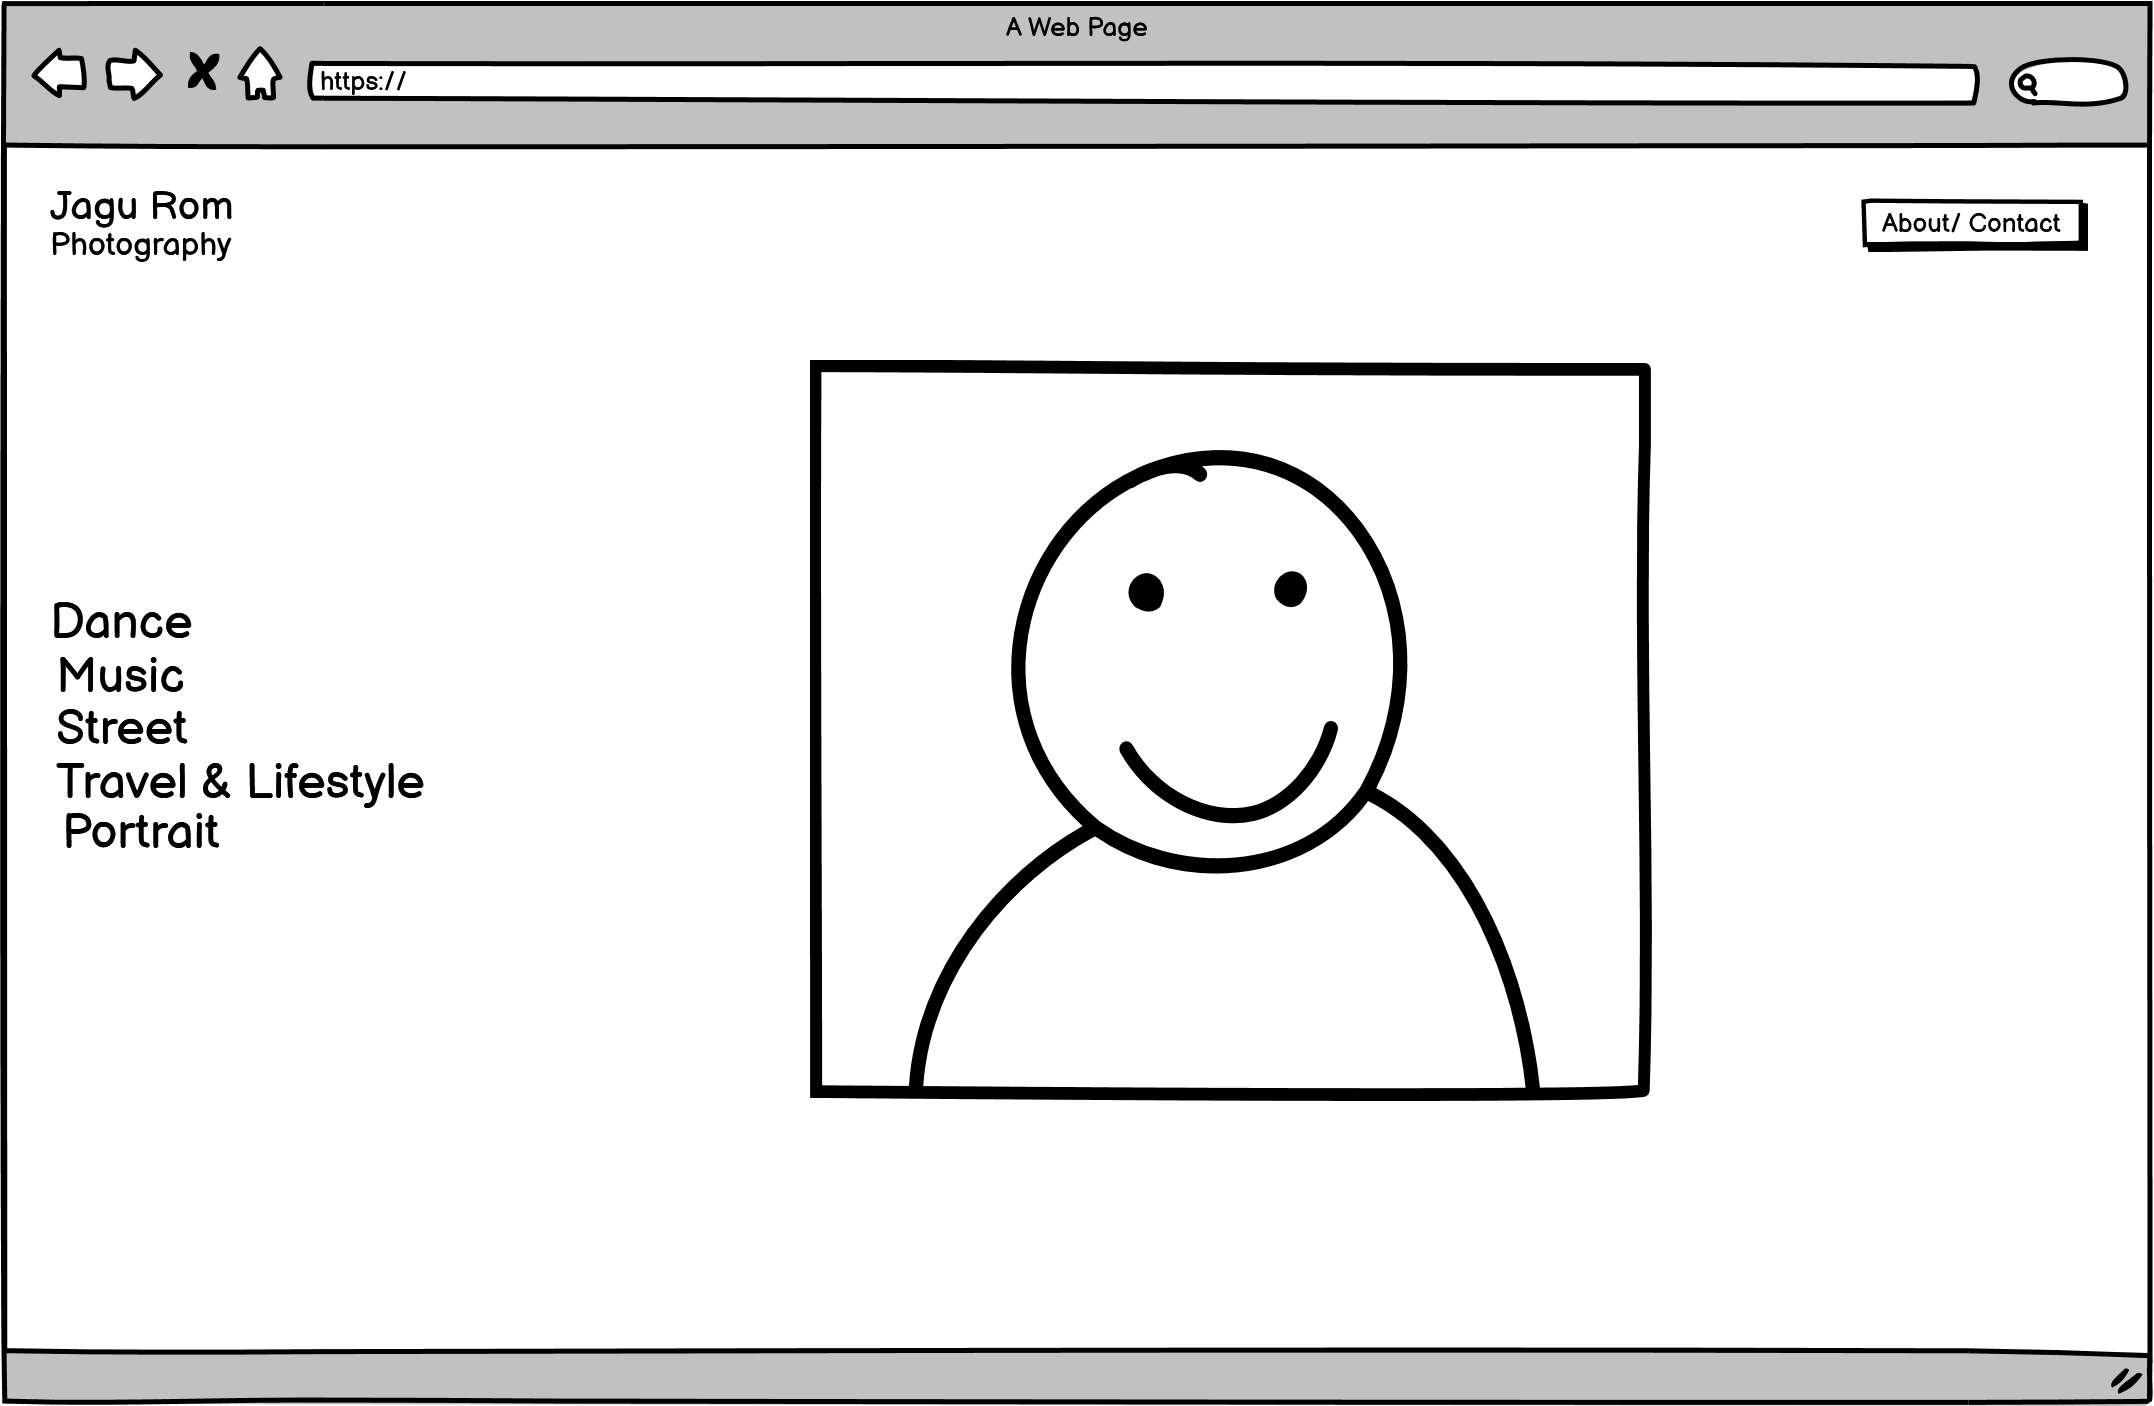 A Web Page
https://
Jagu Rom
Photography
About/ Contact
Dance
Music
Street
Travel & Lifestyle
Portrait